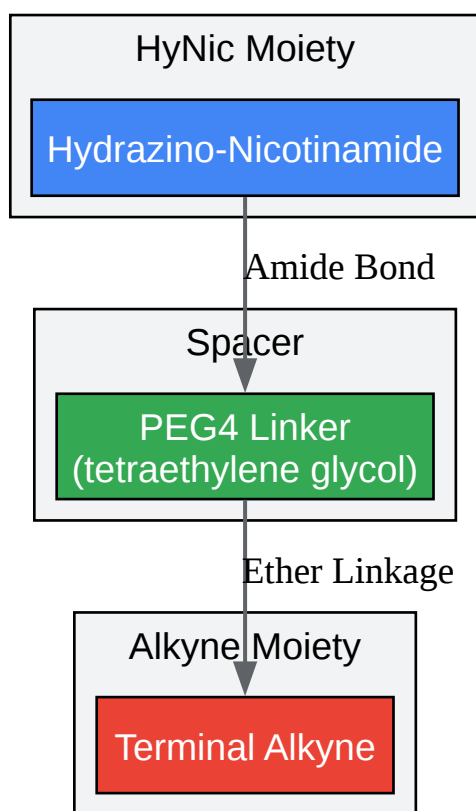 HyNic Moiety
Hydrazino-Nicotinamide
Amide Bond
Spacer
PEG4 Linker
(tetraethylene glycol)
Ether Linkage
Alkyne Moiety
Terminal Alkyne